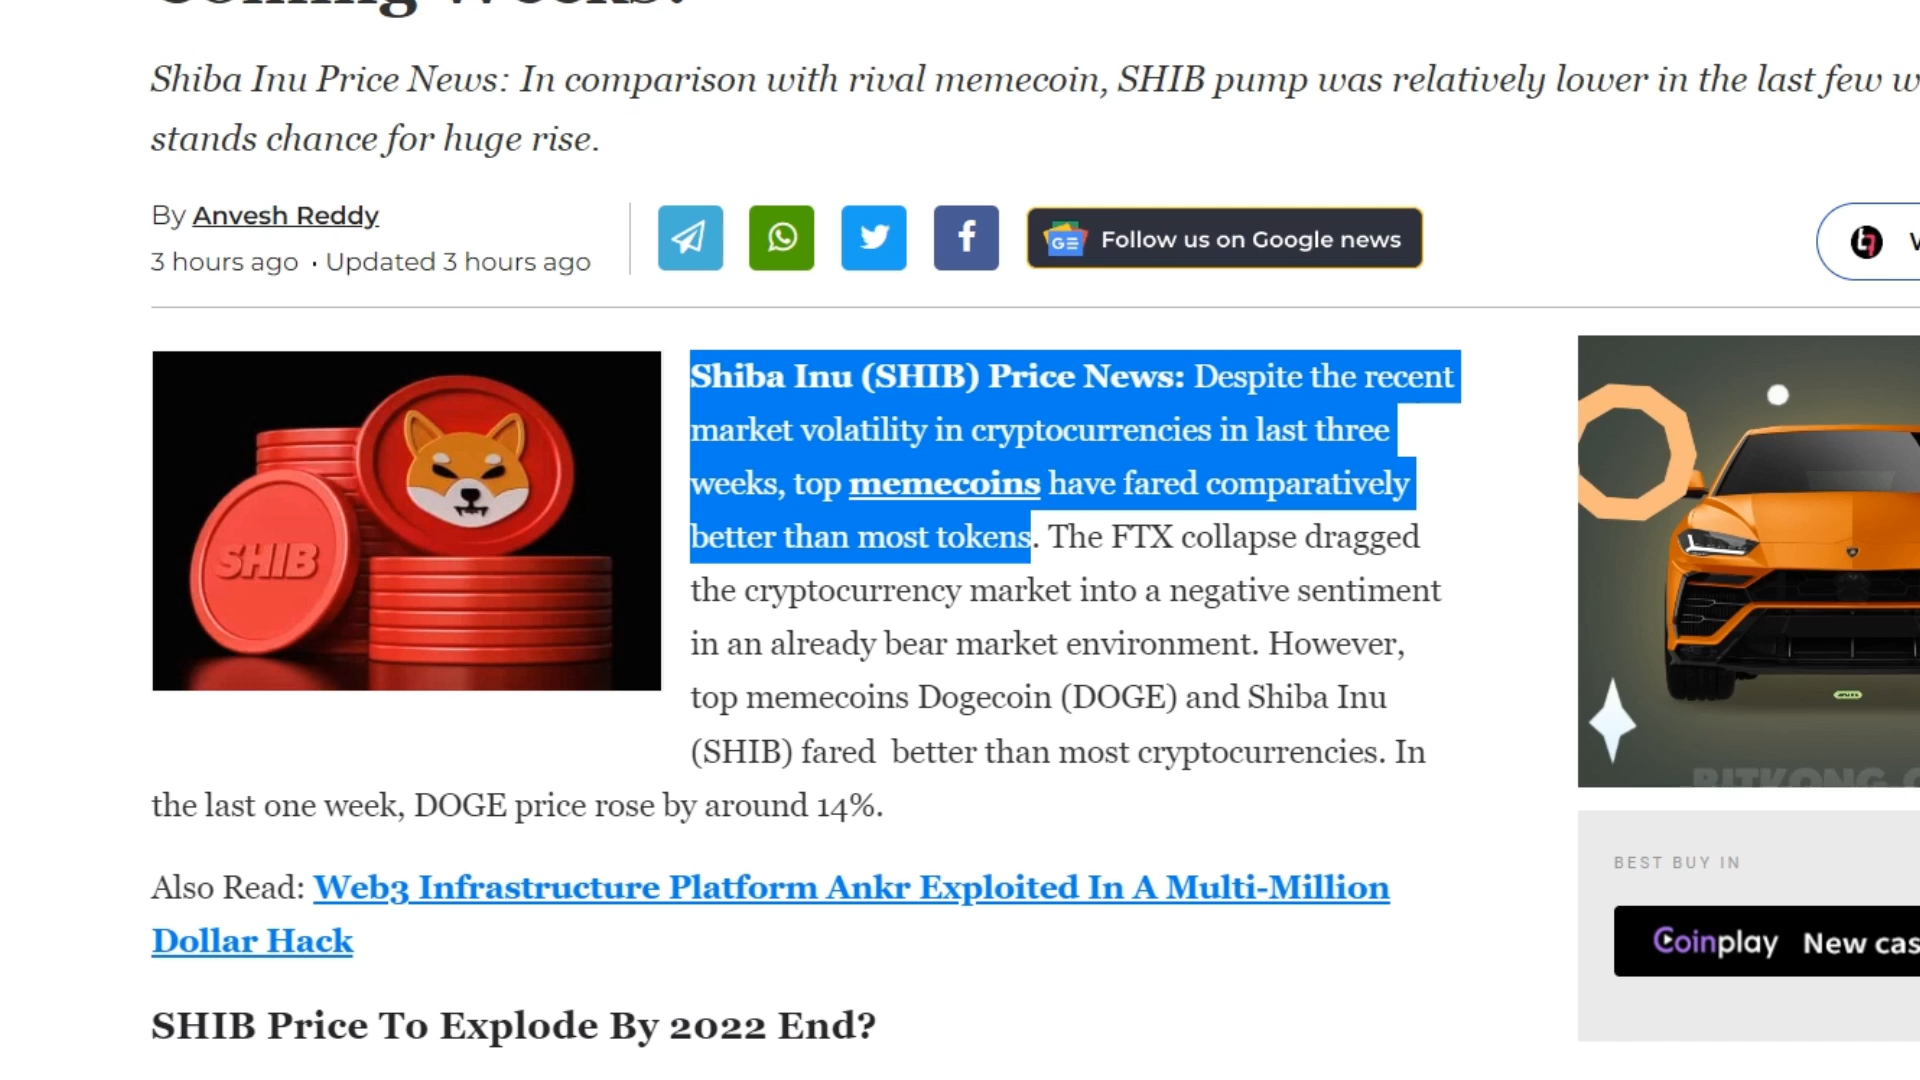 Coming Weeks?
Shiba Inu Price News: In comparison with rival memecoin, SHIB pump was relatively lower in the last few
stands chance for huge rise.
By Anvesh Reddy
3 hours ago · Updated 3 hours ago
Follow us on Google news
SHIB
Shiba Inu (SHIB) Price News: Despite the recent
market volatility in cryptocurrencies in last three
weeks, top memecoins have fared comparatively
better than most tokens. The FTX collapse dragged
the cryptocurrency market into a negative sentiment
in an already bear market environment. However,
top memecoins Dogecoin (DOGE) and Shiba Inu
(SHIB) fared better than most cryptocurrencies. In
the last one week, DOGE price rose by around 14%.
Also Read: Web3 Infrastructure Platform Ankr Exploited In A Multi-Million
Dollar Hack
SHIB Price To Explode By 2022 End?
BEST BUY IN
Coinplay New